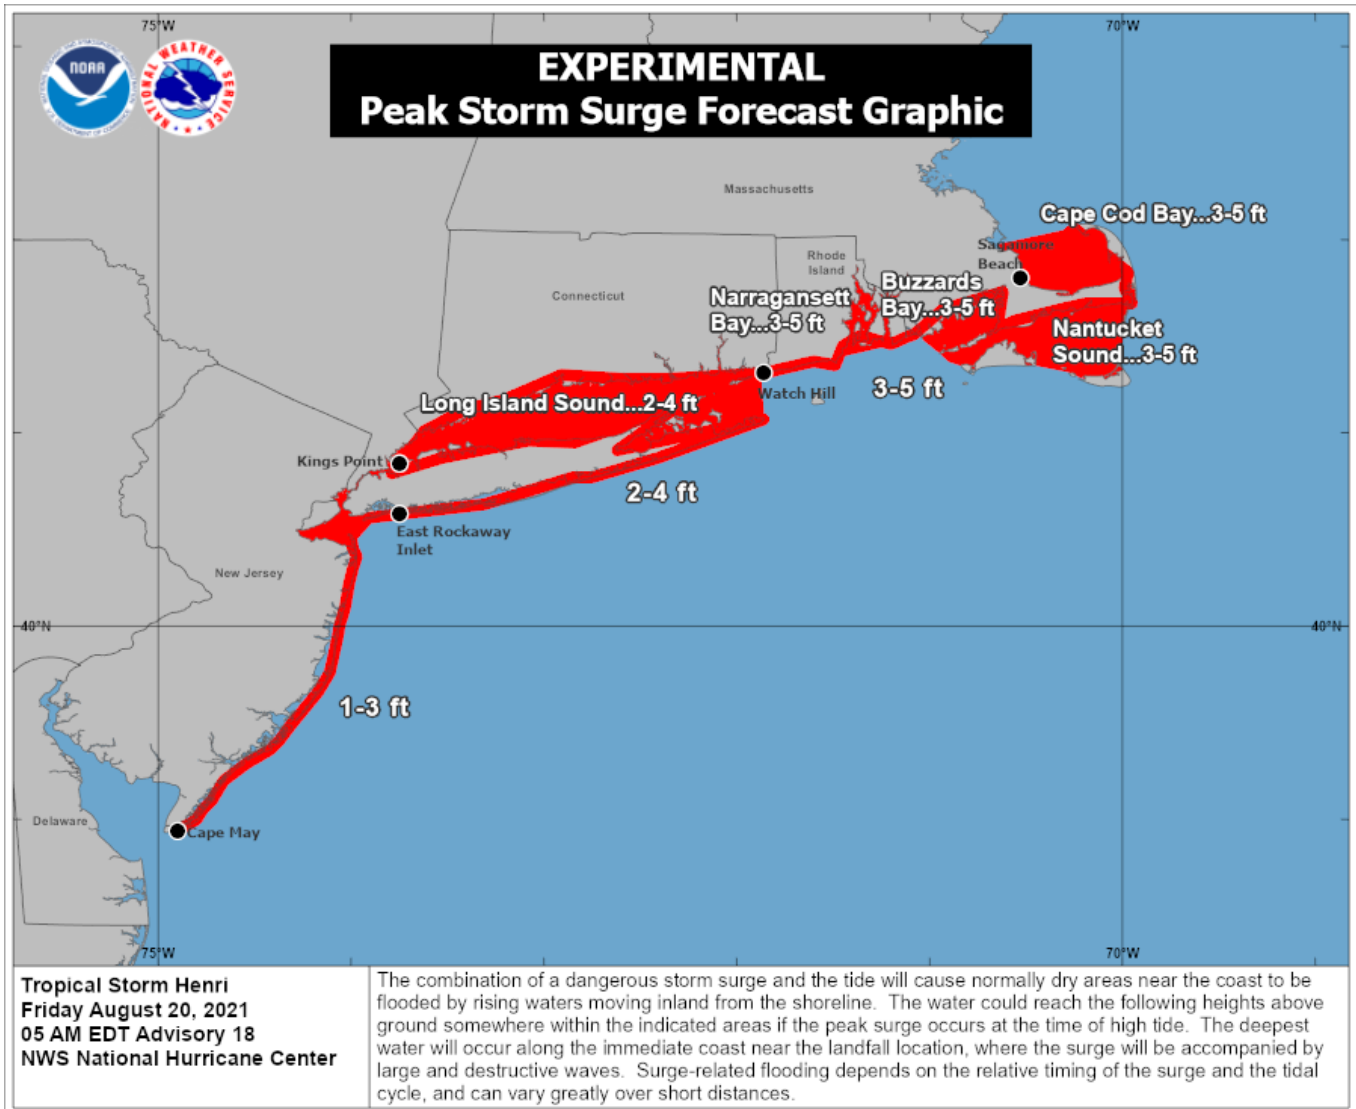 75°W
70°W
NOAA
NATIONAL WEATHER SERVICE
EXPERIMENTAL
Peak Storm Surge Forecast Graphic
Massachusetts
Cape Cod Bay...3-5 ft
Sagamore
Beach
Rhode
Island
Connecticut
Narragansett
Bay...3-5 ft
Buzzards
Bay...3-5 ft
Nantucket
Sound...3-5 ft
Watch Hill
3-5 ft
Long Island Sound...2-4 ft
Kings Point
2-4 ft
East Rockaway
Inlet
New Jersey
40°N
40°N
1-3 ft
Delaware
Cape May
75°W
70°W
Tropical Storm Henri
Friday August 20, 2021
05 AM EDT Advisory 18
NWS National Hurricane Center
The combination of a dangerous storm surge and the tide will cause normally dry areas near the coast to be
flooded by rising waters moving inland from the shoreline.  The water could reach the following heights above
ground somewhere within the indicated areas if the peak surge occurs at the time of high tide.  The deepest
water will occur along the immediate coast near the landfall location, where the surge will be accompanied by
large and destructive waves.  Surge-related flooding depends on the relative timing of the surge and the tidal
cycle, and can vary greatly over short distances.